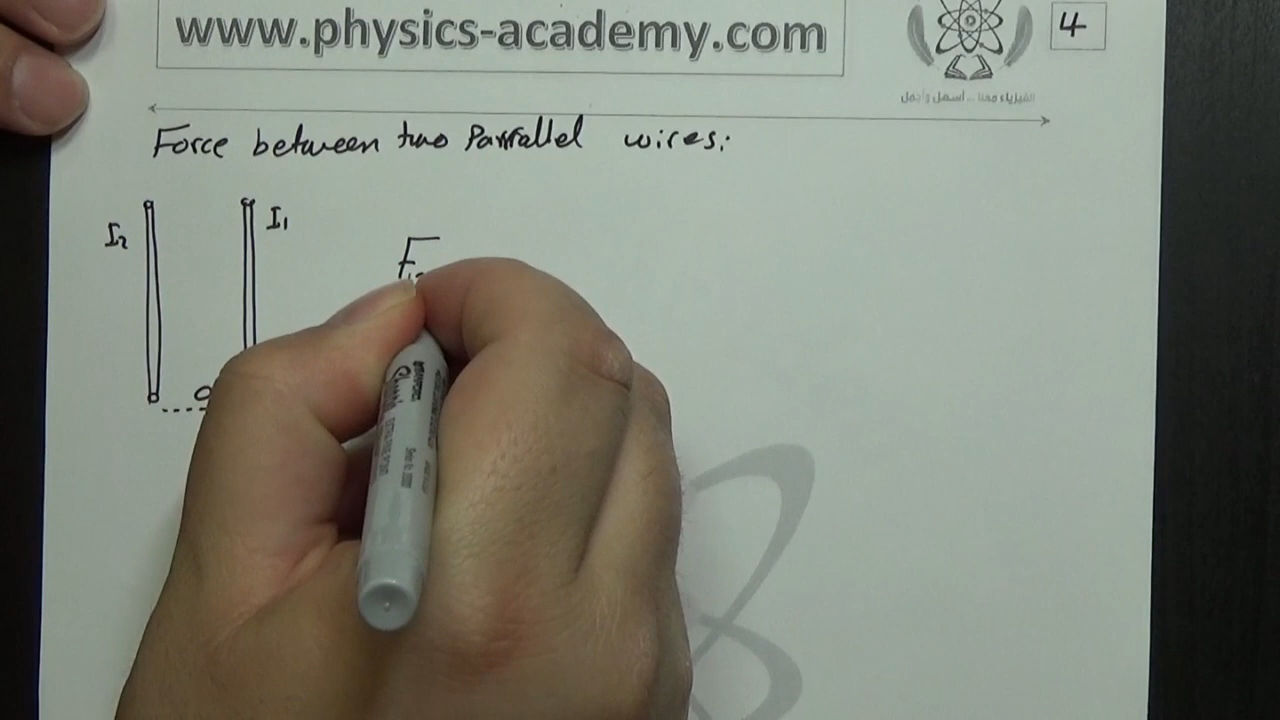 www.physics-academy.com
4
الفيزياء معنا ... أسهل وأجمل
Force between two Parrallel wires:
I₂
I₁
F